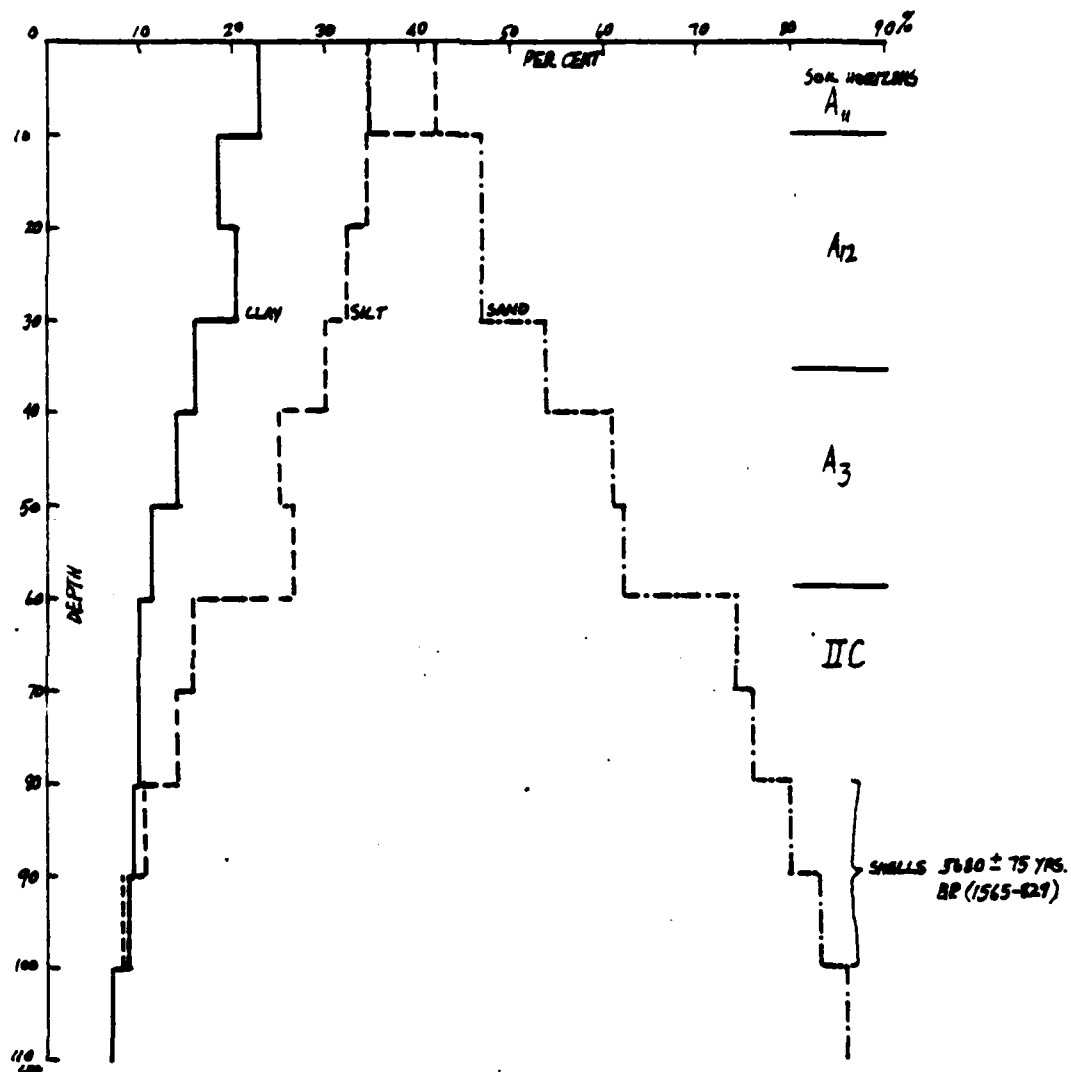 0 10 20 30 40 50 60 70 80 90%
PER CENT
SOIL HORIZONS
A11
10
20
A12
30
CLAY SILT SAND
40
A3
50
DEPTH
60
IIC
70
80
90
SHELLS 3680 ± 75 YRS.
BP (1565-829)
100
110